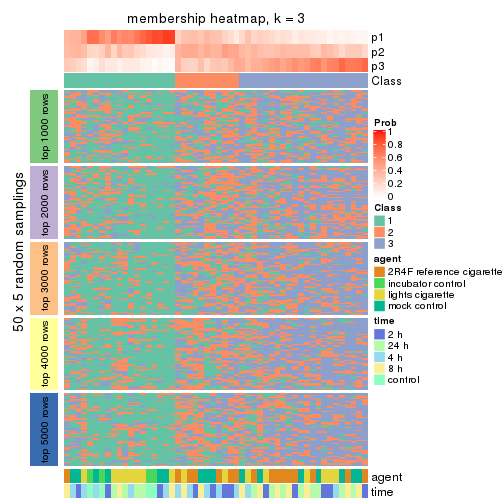 membership heatmap, k = 3
p1
p2
p3
Class
50 x 5 random samplings
top 1000 rows
top 2000 rows
top 3000 rows
top 4000 rows
top 5000 rows
Prob
1
0.8
0.6
0.4
0.2
0
Class
1
2
3
agent
2R4F reference cigarette
incubator control
lights cigarette
mock control
time
2 h
24 h
4 h
8 h
control
agent
time